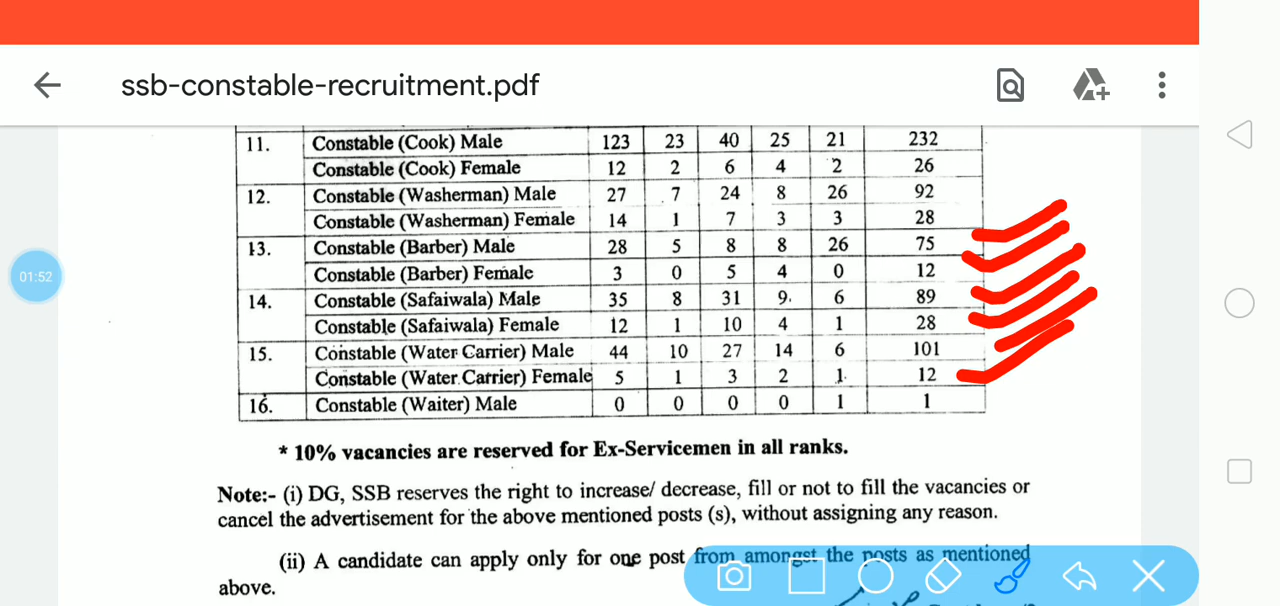 ssb-constable-recruitment.pdf
11. Constable (Cook) Male 123 23 40 25 21 232
Constable (Cook) Female 12 2 6 4 2 26
12. Constable (Washerman) Male 27 7 24 8 26 92
Constable (Washerman) Female 14 1 7 3 3 28
13. Constable (Barber) Male 28 5 8 8 26 75
Constable (Barber) Female 3 0 5 4 0 12
14. Constable (Safaiwala) Male 35 8 31 9 6 89
Constable (Safaiwala) Female 12 1 10 4 1 28
15. Constable (Water Carrier) Male 44 10 27 14 6 101
Constable (Water Carrier) Female 5 1 3 2 1 12
16. Constable (Waiter) Male 0 0 0 0 1 1
01:52
* 10% vacancies are reserved for Ex-Servicemen in all ranks.
Note:- (i) DG, SSB reserves the right to increase/ decrease, fill or not to fill the vacancies or
cancel the advertisement for the above mentioned posts (s), without assigning any reason.
(ii) A candidate can apply only for one post from amongst the posts as mentioned
above.